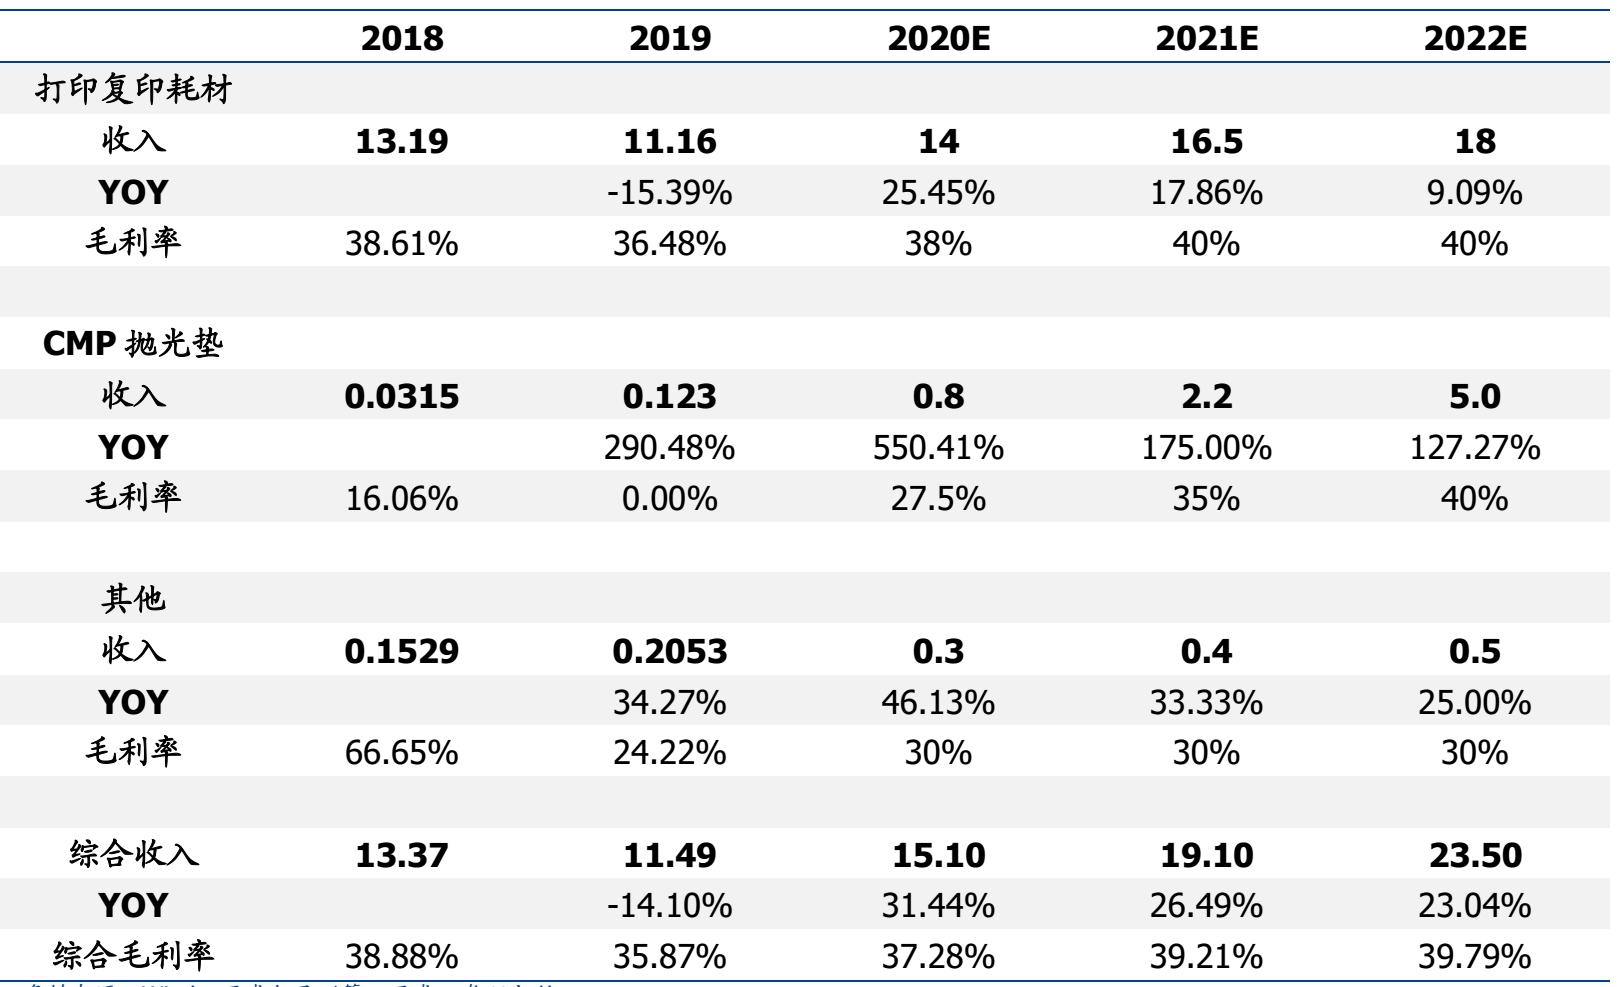 2018 2019 2020E 2021E 2022E
打印复印耗材
收入 13.19 11.16 14 16.5 18
YOY -15.39% 25.45% 17.86% 9.09%
毛利率 38.61% 36.48% 38% 40% 40%
CMP 抛光垫
收入 0.0315 0.123 0.8 2.2 5.0
YOY 290.48% 550.41% 175.00% 127.27%
毛利率 16.06% 0.00% 27.5% 35% 40%
其他
收入 0.1529 0.2053 0.3 0.4 0.5
YOY 34.27% 46.13% 33.33% 25.00%
毛利率 66.65% 24.22% 30% 30% 30%
综合收入 13.37 11.49 15.10 19.10 23.50
YOY -14.10% 31.44% 26.49% 23.04%
综合毛利率 38.88% 35.87% 37.28% 39.21% 39.79%